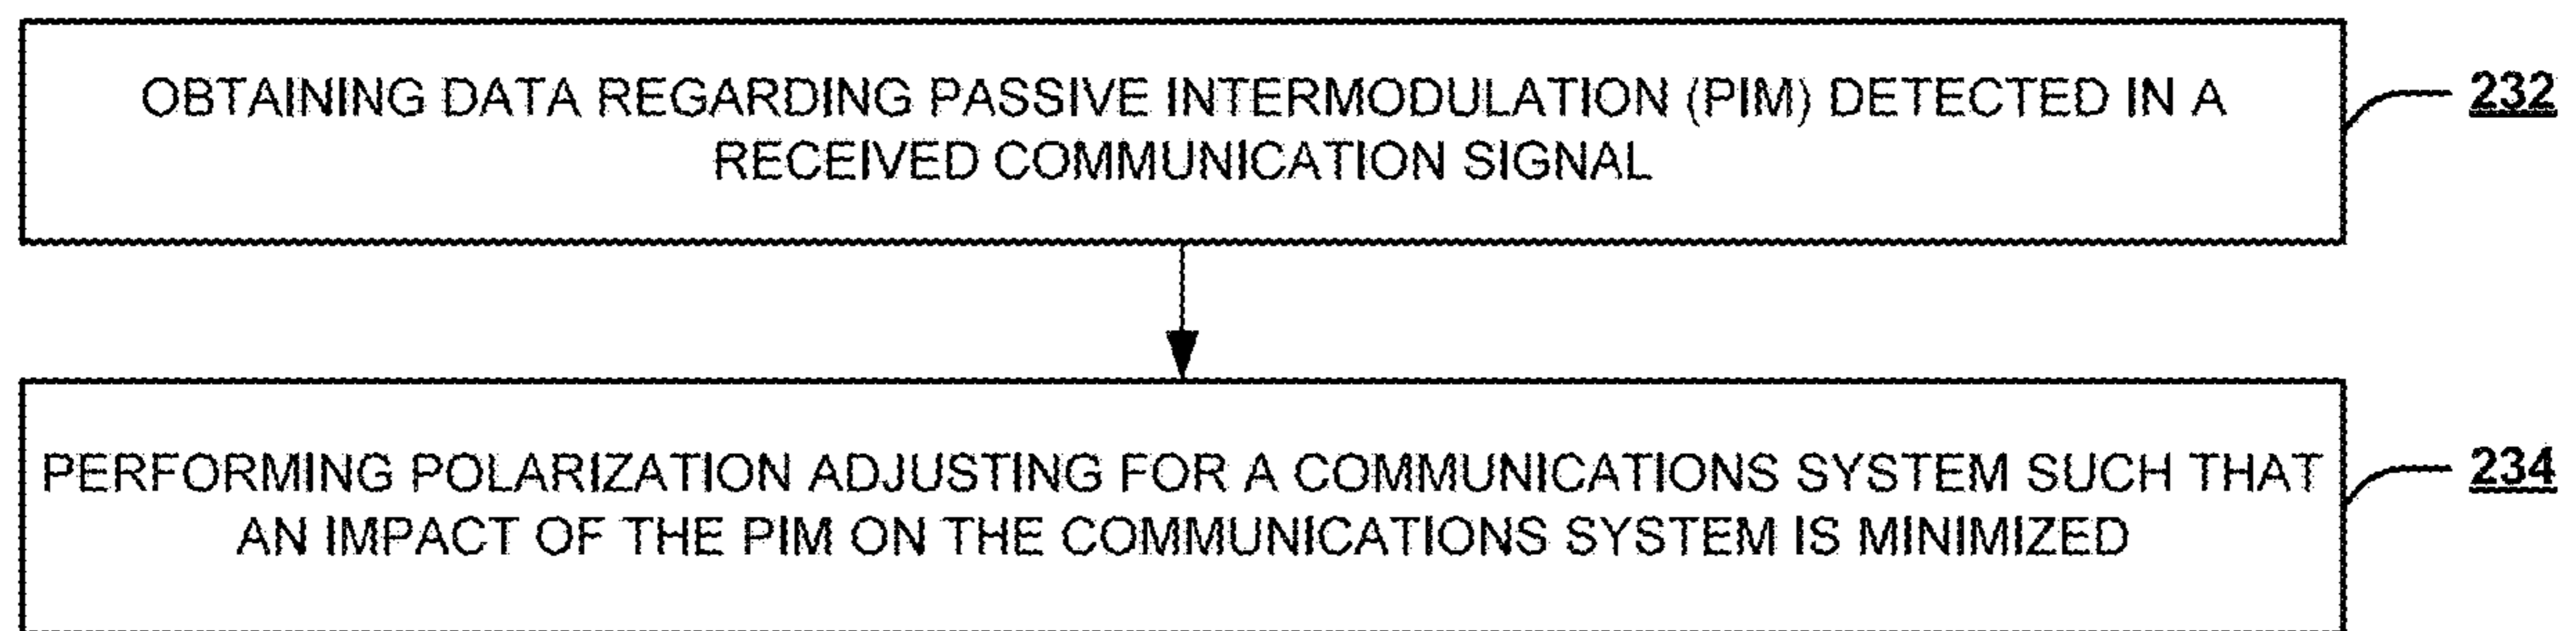 OBTAINING DATA REGARDING PASSIVE INTERMODULATION (PIM) DETECTED IN A
RECEIVED COMMUNICATION SIGNAL
232
PERFORMING POLARIZATION ADJUSTING FOR A COMMUNICATIONS SYSTEM SUCH THAT
AN IMPACT OF THE PIM ON THE COMMUNICATIONS SYSTEM IS MINIMIZED
234